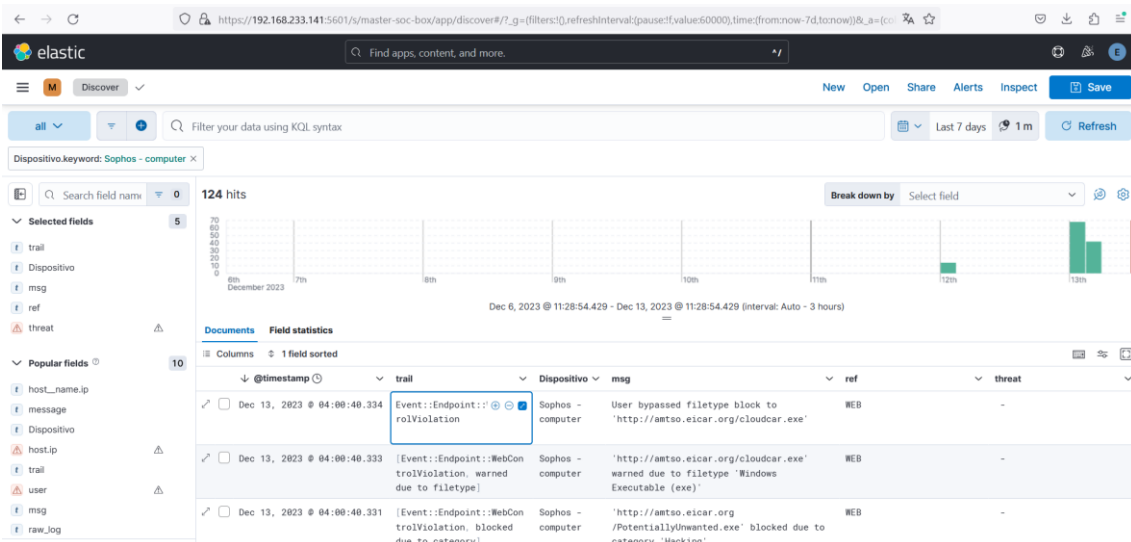 https://192.168.233.141:5601/s/master-soc-box/app/discover#/?_g=(filters:!(),refreshInterval:(pause:!f,value:60000),time:(from:now-7d,to:now))&_a=(co
elastic
Find apps, content, and more.
^/
E
M
Discover
New
Open
Share
Alerts
Inspect
Save
all
Filter your data using KQL syntax
Last 7 days
1 m
Refresh
Dispositivo.keyword: Sophos - computer ×
Search field name
0
124 hits
Break down by
Select field
Selected fields
5
t trail
t Dispositivo
t msg
t ref
threat
70
60
50
40
30
20
10
0
6th
December 2023
7th
8th
9th
10th
11th
12th
13th
Dec 6, 2023 @ 11:28:54.429 - Dec 13, 2023 @ 11:28:54.429 (interval: Auto - 3 hours)
Documents
Field statistics
Columns
1 field sorted
Popular fields
10
t host__name.ip
t message
t Dispositivo
host.ip
t trail
user
t msg
t raw_log
@timestamp
trail
Dispositivo
msg
ref
threat
Dec 13, 2023 @ 04:00:40.334
Event::Endpoint::
rolViolation
Sophos -
computer
User bypassed filetype block to
'http://amtso.eicar.org/cloudcar.exe'
WEB
-
Dec 13, 2023 @ 04:00:40.333
[Event::Endpoint::WebCon
trolViolation, warned
due to filetype]
Sophos -
computer
'http://amtso.eicar.org/cloudcar.exe'
warned due to filetype 'Windows
Executable (exe)'
WEB
-
Dec 13, 2023 @ 04:00:40.331
[Event::Endpoint::WebCon
trolViolation, blocked
due to category]
Sophos -
computer
'http://amtso.eicar.org
/PotentiallyUnwanted.exe' blocked due to
category 'Hacking'
WEB
-